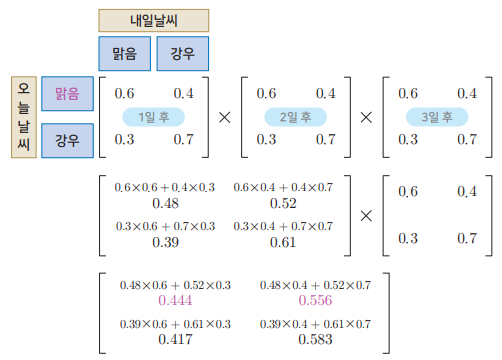 내일날씨
맑음 강우
오늘날씨
맑음 0.6 0.4 × 0.6 0.4 × 0.6 0.4
1일 후 2일 후 3일 후
강우 0.3 0.7 0.3 0.7 0.3 0.7
0.6×0.6 + 0.4×0.3 0.6×0.4 + 0.4×0.7 0.6 0.4
0.48 0.52
×
0.3×0.6 + 0.7×0.3 0.3×0.4 + 0.7×0.7
0.39 0.61 0.3 0.7
0.48×0.6 + 0.52×0.3 0.48×0.4 + 0.52×0.7
0.444 0.556
0.39×0.6 + 0.61×0.3 0.39×0.4 + 0.61×0.7
0.417 0.583